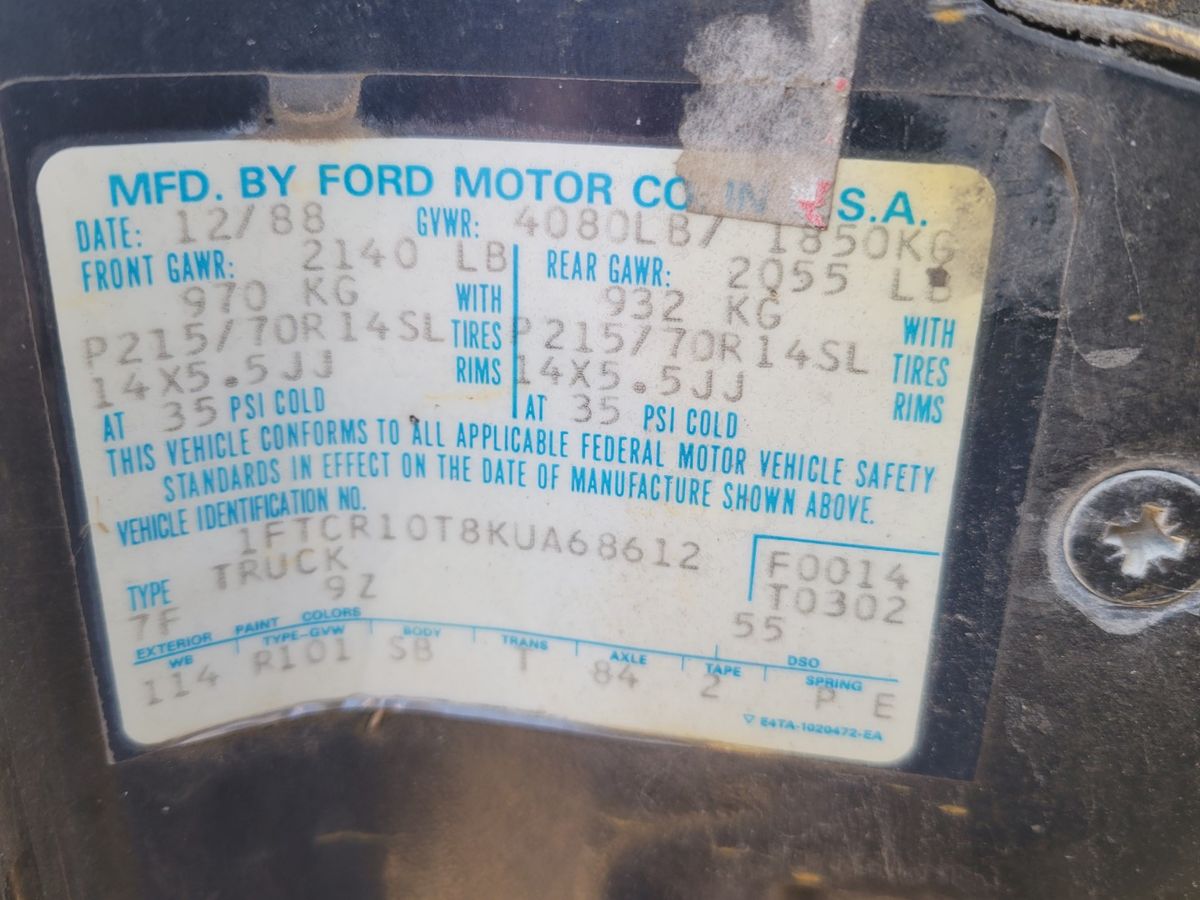 MFD. BY FORD MOTOR CO. IN U.S.A.
DATE: 12/88 GVWR: 4080LB/ 1850KG
FRONT GAWR: 2140 LB REAR GAWR: 2055 LB
970 KG WITH 932 KG WITH
P215/70R14SL TIRES P215/70R14SL TIRES
14X5.5JJ RIMS 14X5.5JJ RIMS
AT 35 PSI COLD AT 35 PSI COLD
THIS VEHICLE CONFORMS TO ALL APPLICABLE FEDERAL MOTOR VEHICLE SAFETY
STANDARDS IN EFFECT ON THE DATE OF MANUFACTURE SHOWN ABOVE.
VEHICLE IDENTIFICATION NO.
1FTCR10T8KUA68612
F0014
TYPE TRUCK T0302
7F 9Z 55
EXTERIOR PAINT COLORS DSO
WB TYPE-GVW BODY TRANS AXLE TAPE SPRING
114 R101 SB T 84 2 P E
▽ E4TA-1020472-EA